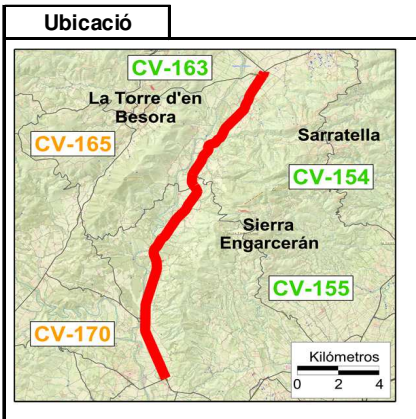 Ubicació
CV-163
La Torre d'en
Besora
CV-165
Sarratella
CV-154
Sierra
Engarcerán
CV-155
CV-170
Kilómetros
0 2 4